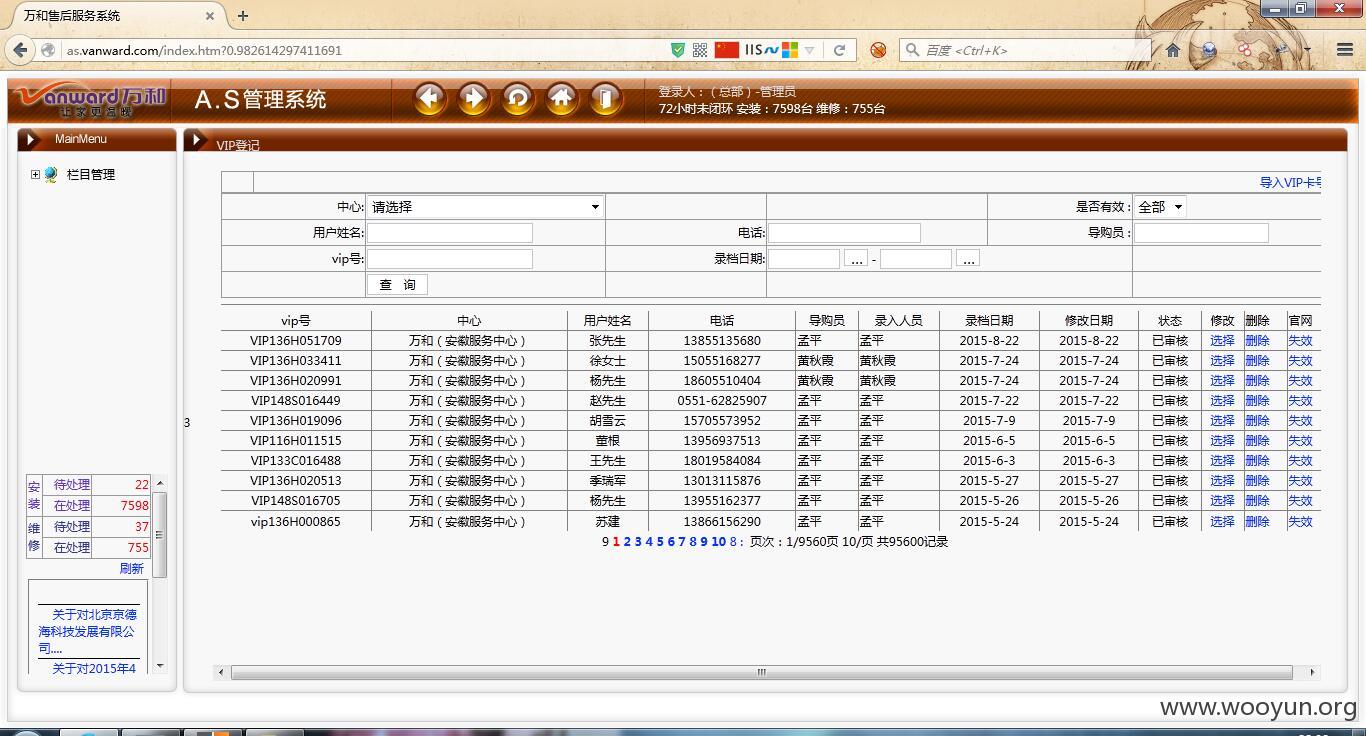 万和售后服务系统
as.vanward.com/index.htm?0.982614297411691
IIS
百度 <Ctrl+K>
Vanward万和
让家更温暖
A.S管理系统
登录人：（总部）-管理员
72小时未闭环 安装：7598台 维修：755台
MainMenu
VIP登记
栏目管理
导入VIP卡号
中心: 请选择 是否有效： 全部
用户姓名: 电话: 导购员：
vip号: 录档日期: ... - ...
查 询
vip号 中心 用户姓名 电话 导购员 录入人员 录档日期 修改日期 状态 修改 删除 官网
VIP136H051709 万和（安徽服务中心） 张先生 13855135680 孟平 孟平 2015-8-22 2015-8-22 已审核 选择 删除 失效
VIP136H033411 万和（安徽服务中心） 徐女士 15055168277 黄秋霞 黄秋霞 2015-7-24 2015-7-24 已审核 选择 删除 失效
VIP136H020991 万和（安徽服务中心） 杨先生 18605510404 黄秋霞 黄秋霞 2015-7-24 2015-7-24 已审核 选择 删除 失效
VIP148S016449 万和（安徽服务中心） 赵先生 0551-62825907 孟平 孟平 2015-7-22 2015-7-22 已审核 选择 删除 失效
VIP136H019096 万和（安徽服务中心） 胡雪云 15705573952 孟平 孟平 2015-7-9 2015-7-9 已审核 选择 删除 失效
VIP116H011515 万和（安徽服务中心） 董根 13956937513 孟平 孟平 2015-6-5 2015-6-5 已审核 选择 删除 失效
VIP133C016488 万和（安徽服务中心） 王先生 18019584084 孟平 孟平 2015-6-3 2015-6-3 已审核 选择 删除 失效
VIP136H020513 万和（安徽服务中心） 季瑞军 13013115876 孟平 孟平 2015-5-27 2015-5-27 已审核 选择 删除 失效
VIP148S016705 万和（安徽服务中心） 杨先生 13955162377 孟平 孟平 2015-5-26 2015-5-26 已审核 选择 删除 失效
vip136H000865 万和（安徽服务中心） 苏建 13866156290 孟平 孟平 2015-5-24 2015-5-24 已审核 选择 删除 失效
9 1 2 3 4 5 6 7 8 9 10 8: 页次：1/9560页 10/页 共95600记录
3
安装 待处理 22
在处理 7598
维修 待处理 37
在处理 755
刷新
关于对北京京德
海科技发展有限公
司....
关于对2015年4
www.wooyun.org